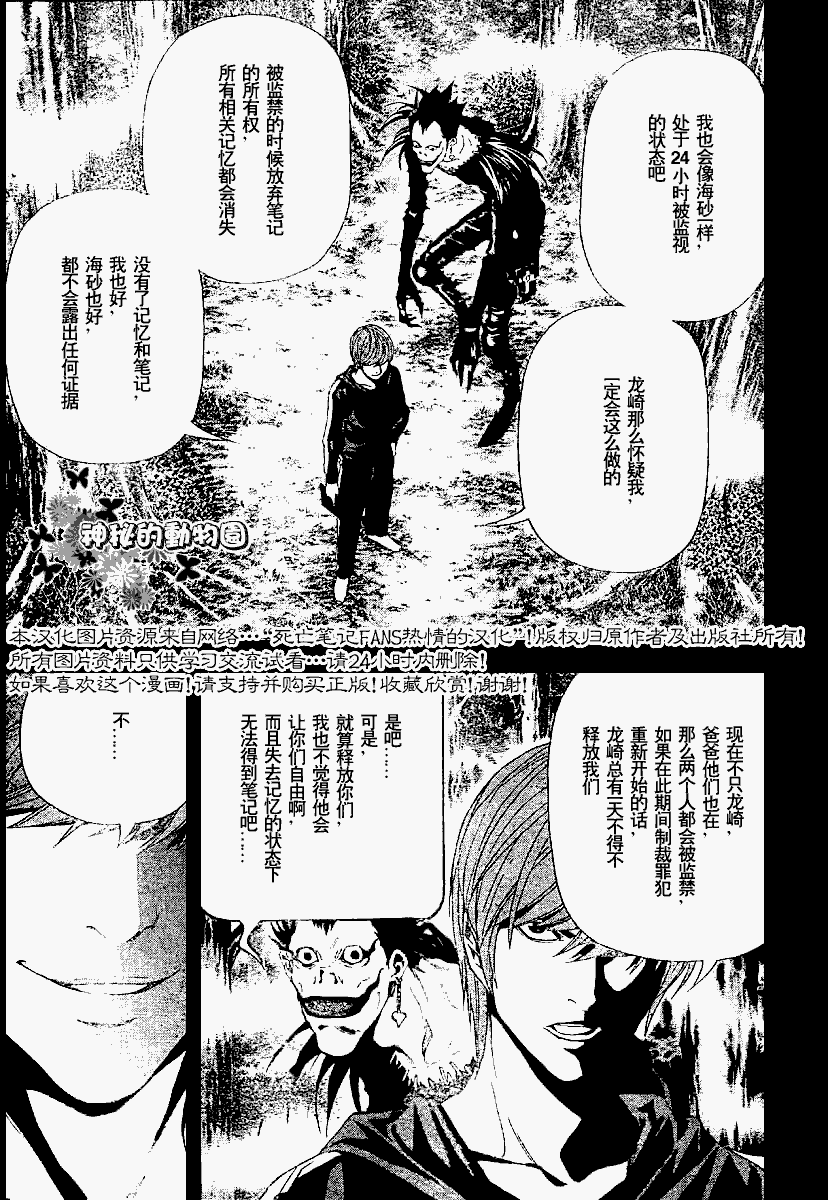 我也会像海砂一样，
处于24小时被监视
的状态吧
龙崎那么怀疑我，
一定会这么做的
被监禁的时候放弃笔记
的所有权，
所有相关记忆都会消失
没有了记忆和笔记，
我也好，
海砂也好，
都不会露出任何证据
神秘的動物園
本汉化图片资源来自网络…“死亡笔记FANS热情的汉化”!版权归原作者及出版社所有!
所有图片资料只供学习交流试看…请24小时内删除!
如果喜欢这个漫画!请支持并购买正版!收藏欣赏!谢谢!
现在不只龙崎，
爸爸他们也在，
那么两个人都会被监禁，
如果在此期间制裁罪犯
重新开始的话
龙崎总有一天不得不
释放我们
是吧……
可是，
就算释放你们，
我也不觉得他会
让你们自由啊，
而且失去记忆的状态下
无法得到笔记吧……
不……